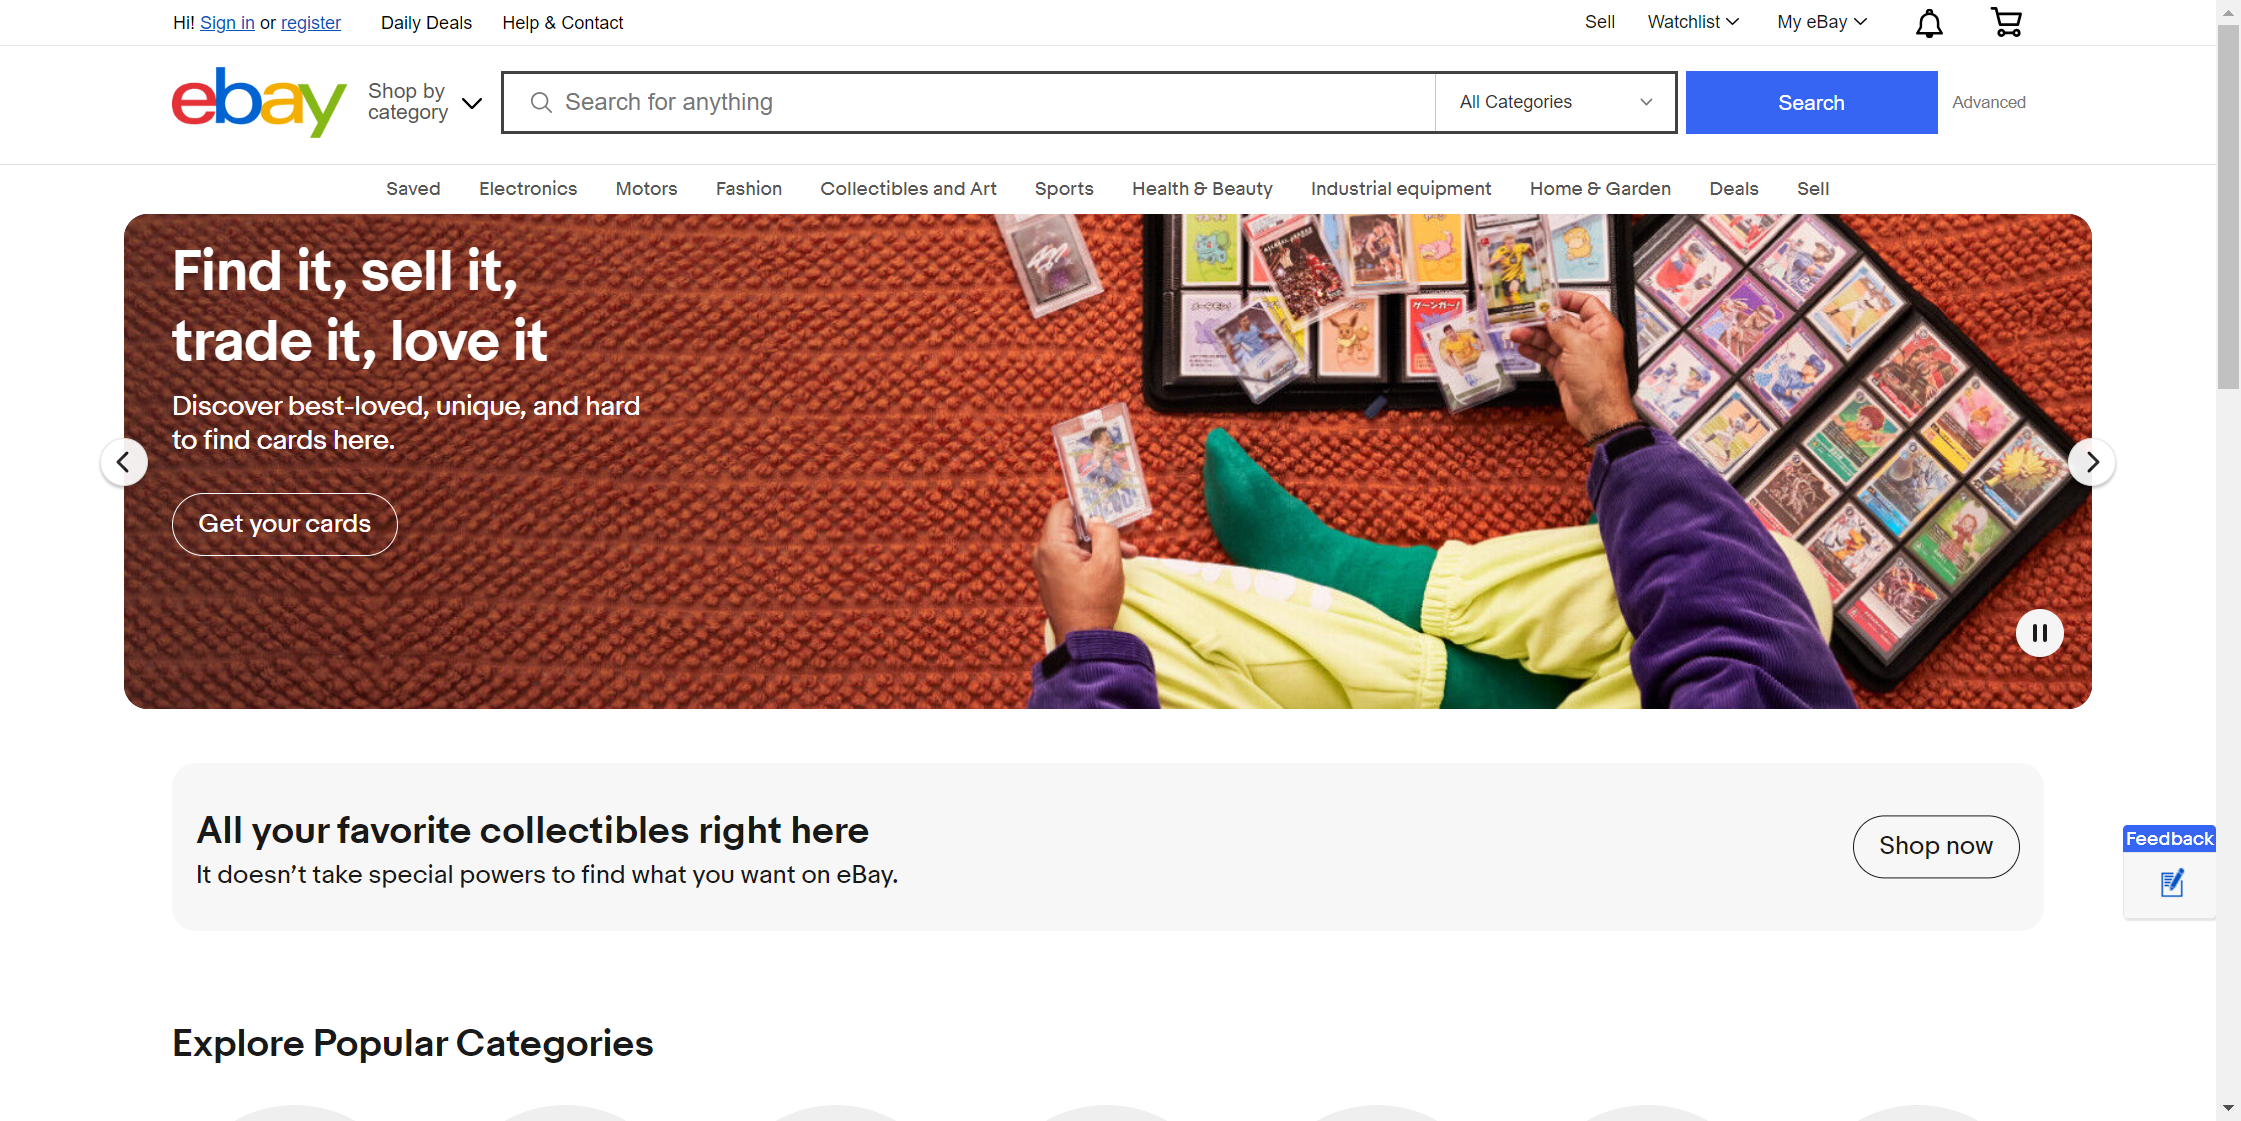 Hi! Sign in or register Daily Deals Help & Contact Sell Watchlist My eBay
ebay
Shop by
category
Search for anything All Categories Search Advanced
Saved Electronics Motors Fashion Collectibles and Art Sports Health & Beauty Industrial equipment Home & Garden Deals Sell
Find it, sell it,
trade it, love it
Discover best-loved, unique, and hard
to find cards here.
Get your cards
All your favorite collectibles right here
It doesn’t take special powers to find what you want on eBay.
Shop now
Feedback
Explore Popular Categories